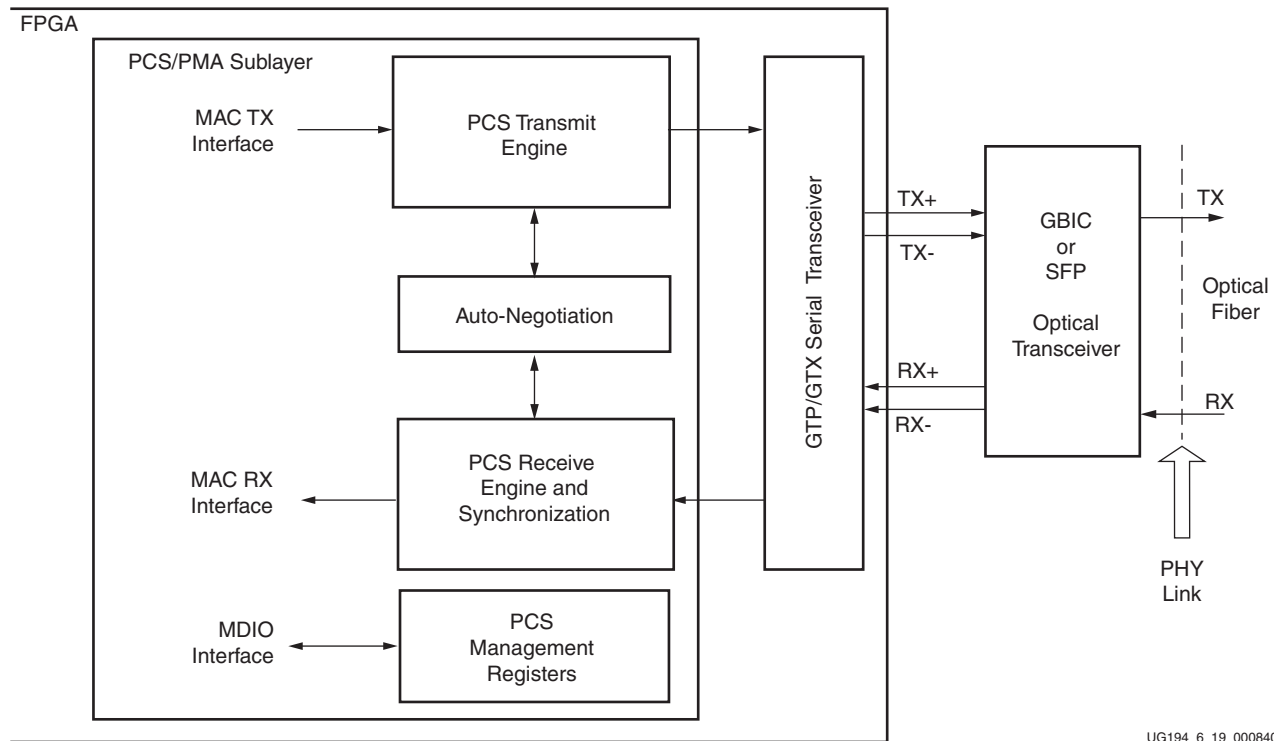 FPGA
PCS/PMA Sublayer
MAC TX
Interface
PCS Transmit
Engine
Auto-Negotiation
MAC RX
Interface
PCS Receive
Engine and
Synchronization
MDIO
Interface
PCS
Management
Registers
GTP/GTX Serial Transceiver
TX+
TX-
RX+
RX-
GBIC
or
SFP
Optical
Transceiver
TX
Optical
Fiber
RX
PHY
Link
UG194_6_19_000840